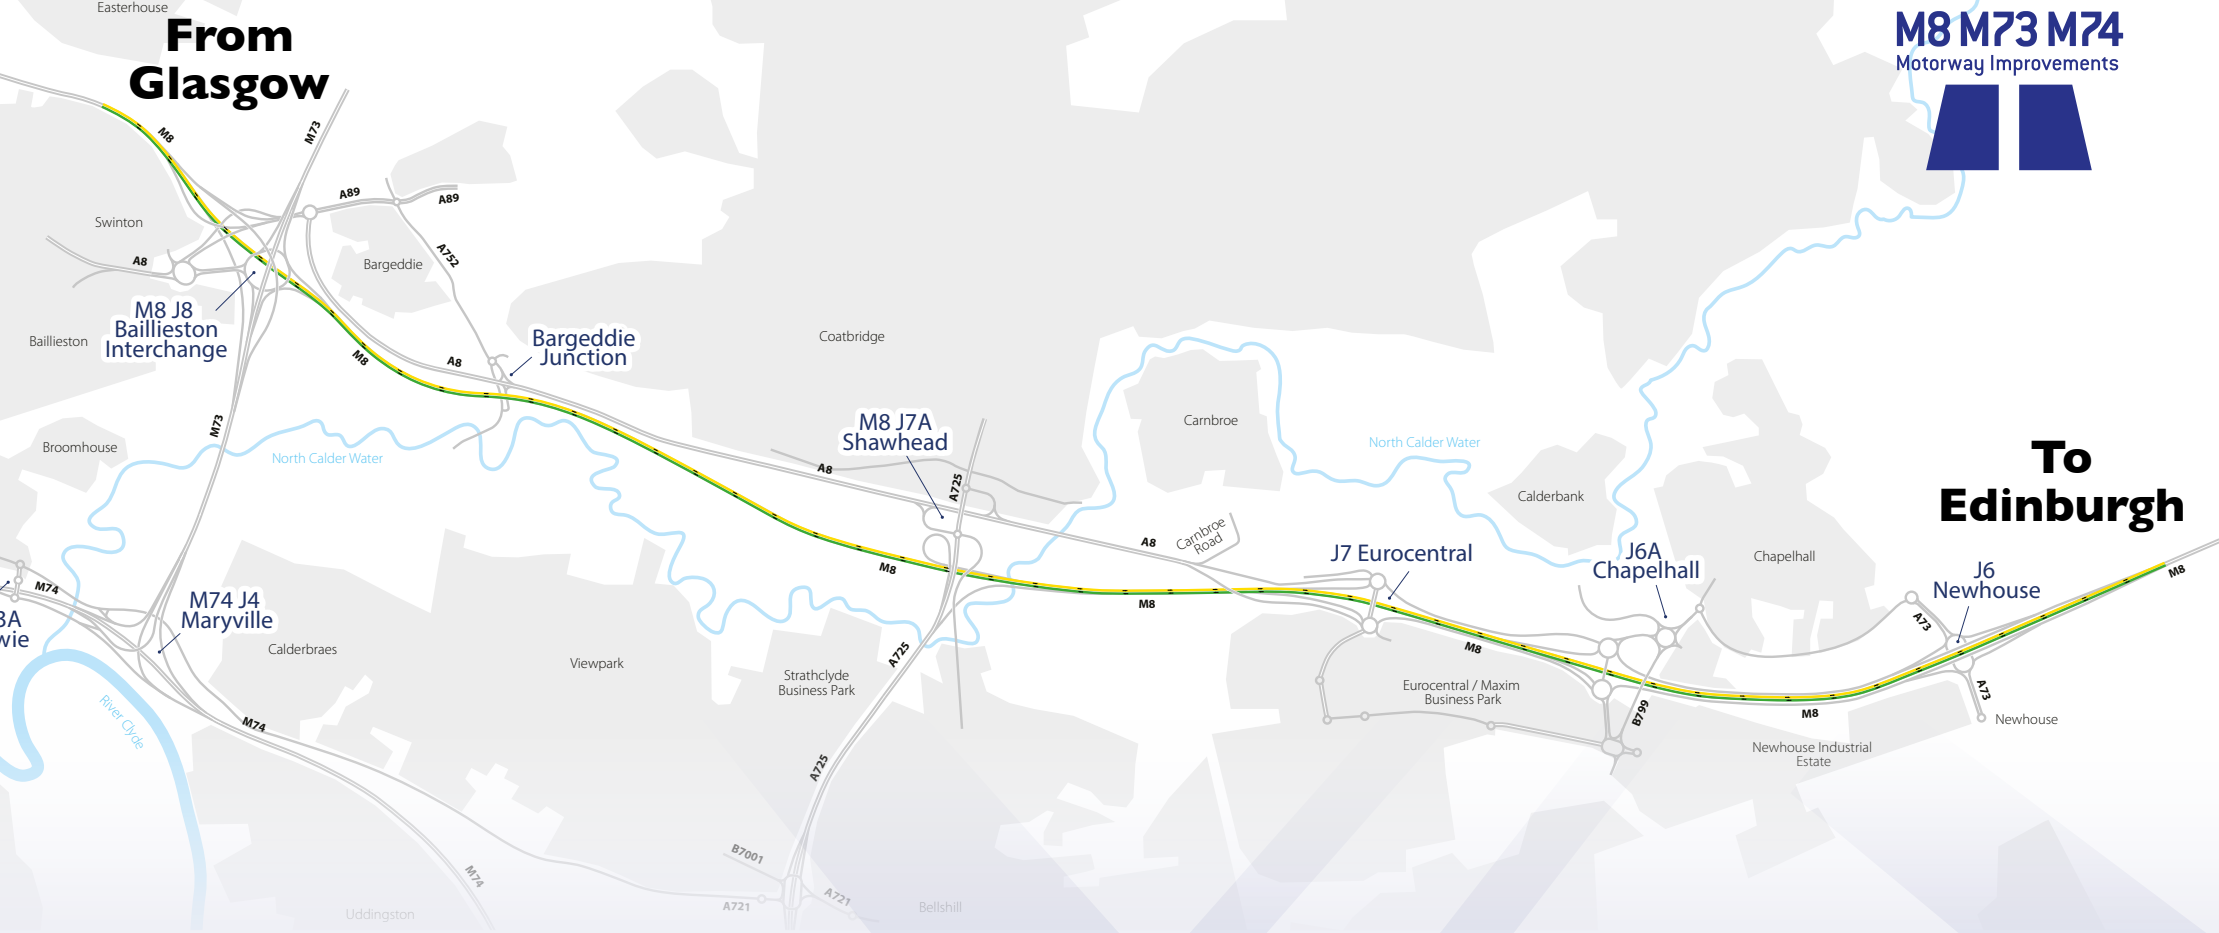 Easterhouse
From
Glasgow
M8 M73 M74
Motorway Improvements
M8
M73
A89
A89
Swinton
A8
A752
Bargeddie
M8 J8
Baillieston
Interchange
Baillieston
M8
A8
Bargeddie
Junction
Coatbridge
M73
Broomhouse
North Calder Water
M8 J7A
Shawhead
A8
A725
Carnbroe
North Calder Water
Calderbank
To
Edinburgh
A8
Carnbroe
Road
J7 Eurocentral
J6A
Chapelhall
Chapelhall
J6
Newhouse
M8
M74
3A
wie
M74 J4
Maryville
M8
M8
A73
Calderbraes
Viewpark
A725
Strathclyde
Business Park
M8
Eurocentral / Maxim
Business Park
B799
M8
A73
Newhouse
River Clyde
M74
A725
Newhouse Industrial
Estate
M74
B7001
A721
A721
Uddingston
Bellshill